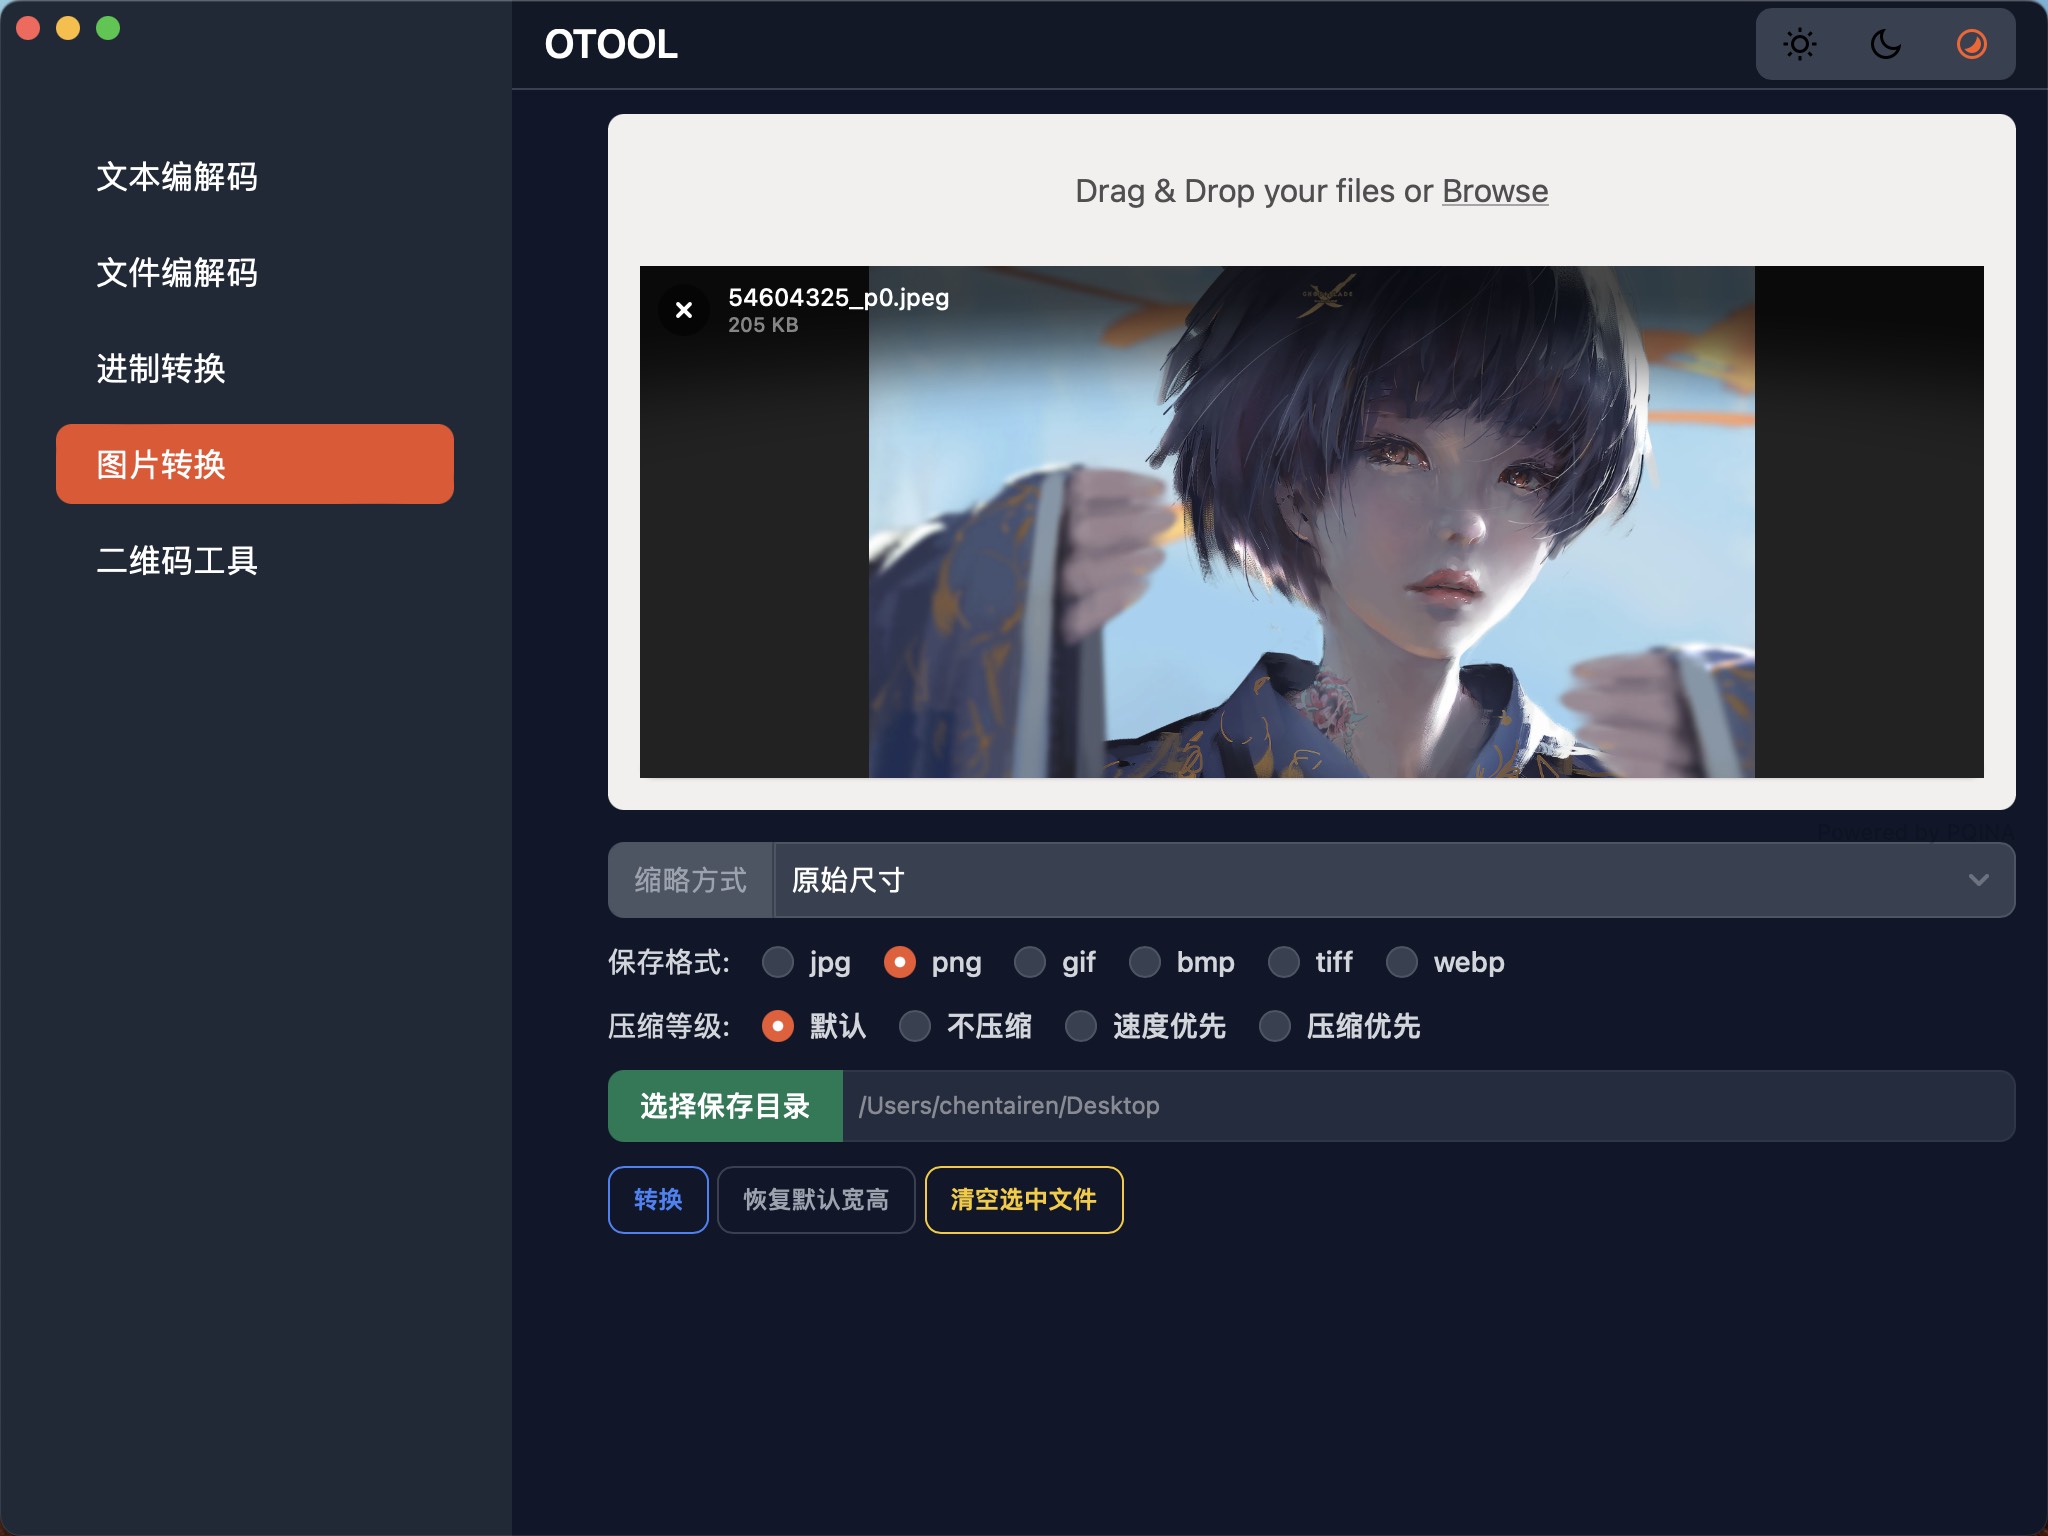 OTOOL
文本编解码
文件编解码
进制转换
图片转换
二维码工具
Drag & Drop your files or Browse
54604325_p0.jpeg
205 KB
Powered by PQINA
缩略方式 原始尺寸
保存格式: jpg png gif bmp tiff webp
压缩等级: 默认 不压缩 速度优先 压缩优先
选择保存目录 /Users/chentairen/Desktop
转换 恢复默认宽高 清空选中文件